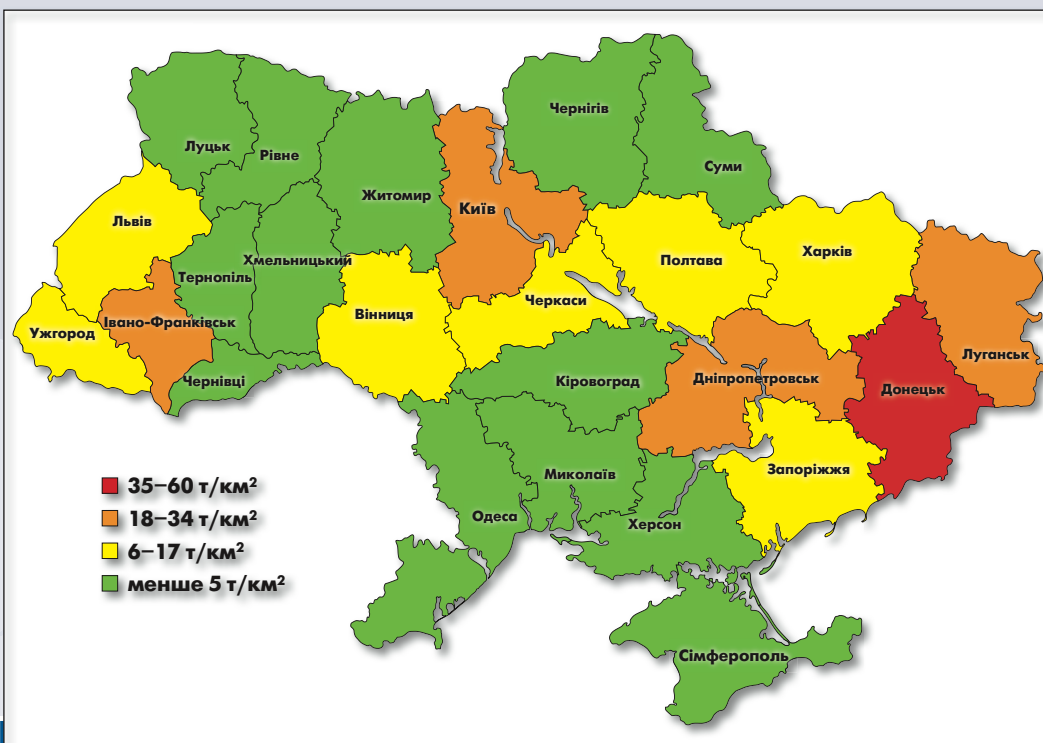 Чернігів
Луцьк
Рівне
Суми
Житомир
Київ
Львів
Харків
Полтава
Хмельницький
Тернопіль
Черкаси
Вінниця
Івано-Франківськ
Ужгород
Луганськ
Чернівці
Кіровоград
Дніпропетровськ
Донецьк
Запоріжжя
Миколаїв
Одеса
Херсон
Сімферополь
35–60 т/км²
18–34 т/км²
6–17 т/км²
менше 5 т/км²